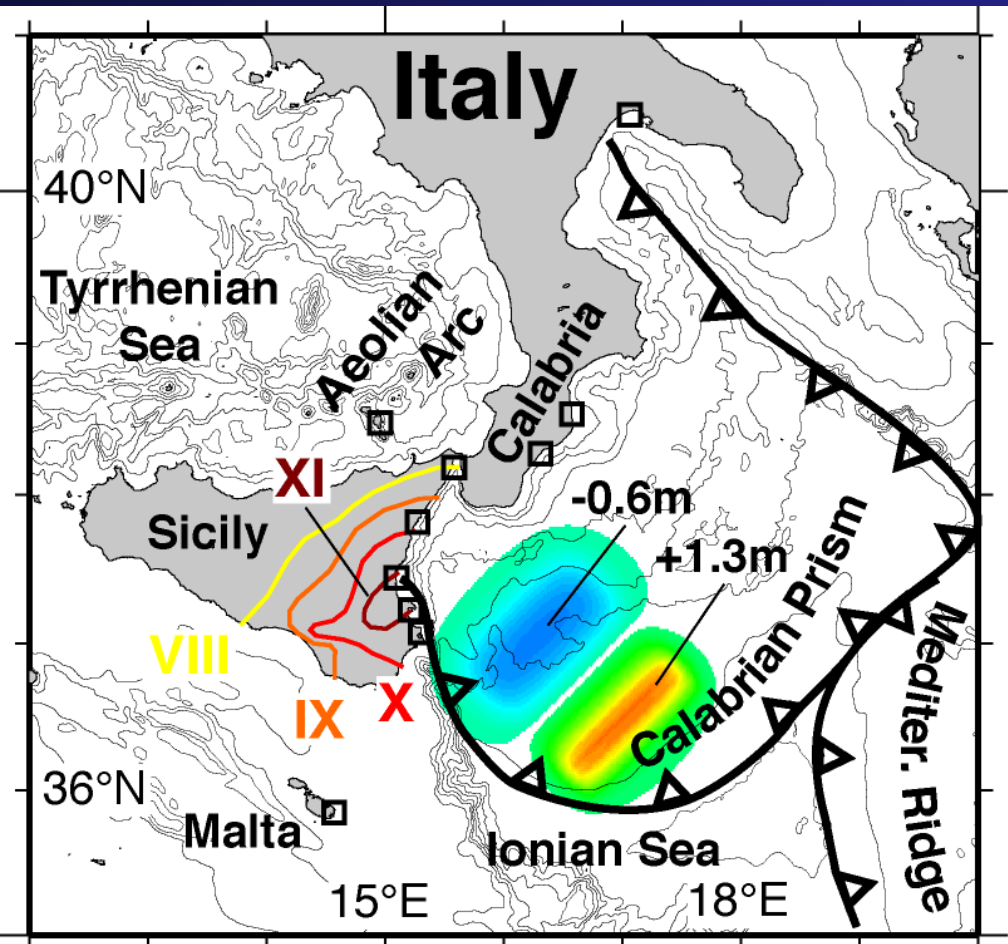 Italy
40°N
Tyrrhenian
Sea
Aeolian
Arc
Calabria
XI
-0.6m
Sicily
+1.3m
Calabrian Prism
VIII
IX
X
Mediter. Ridge
36°N
Malta
Ionian Sea
15°E
18°E